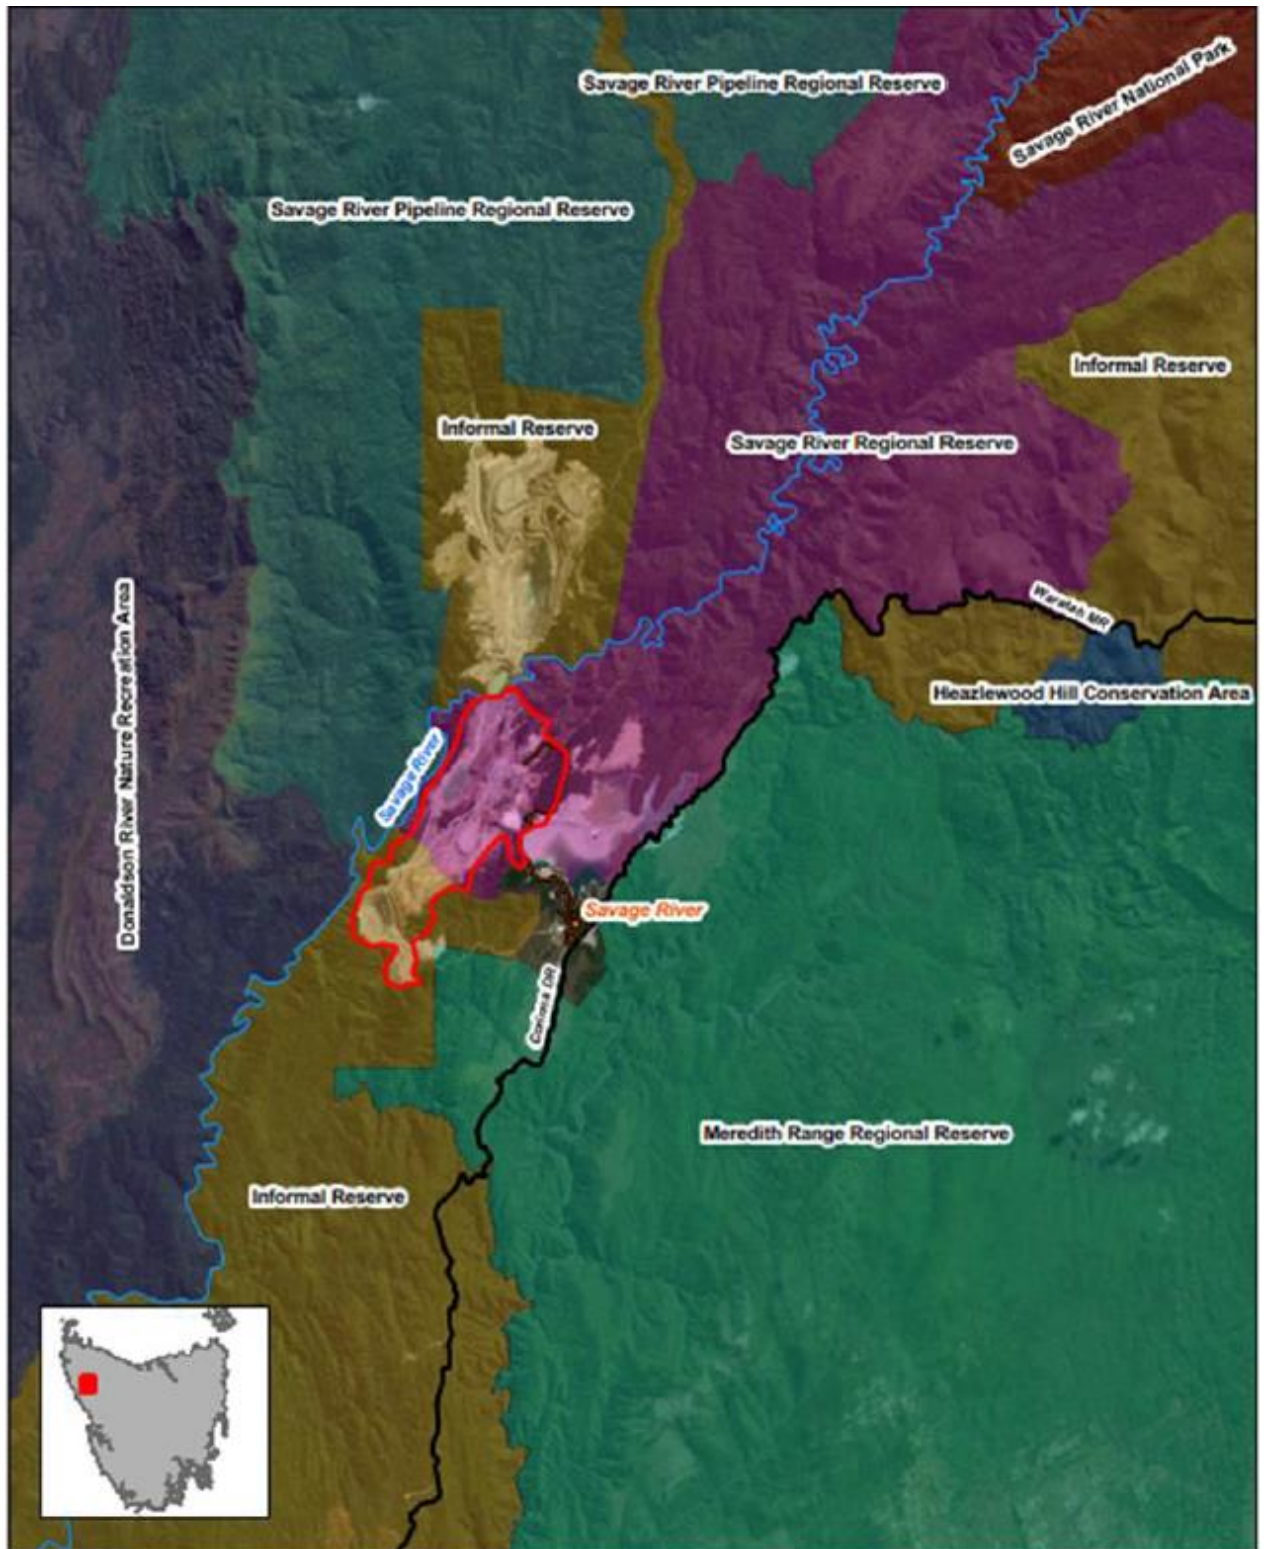 Savage River Pipeline Regional Reserve
Savage River National Park
Savage River Pipeline Regional Reserve
Informal Reserve
Informal Reserve
Savage River Regional Reserve
Donaldson River Nature Recreation Area
Waratah MR
Heazlewood Hill Conservation Area
Savage River
Savage River
Corinna DR
Meredith Range Regional Reserve
Informal Reserve